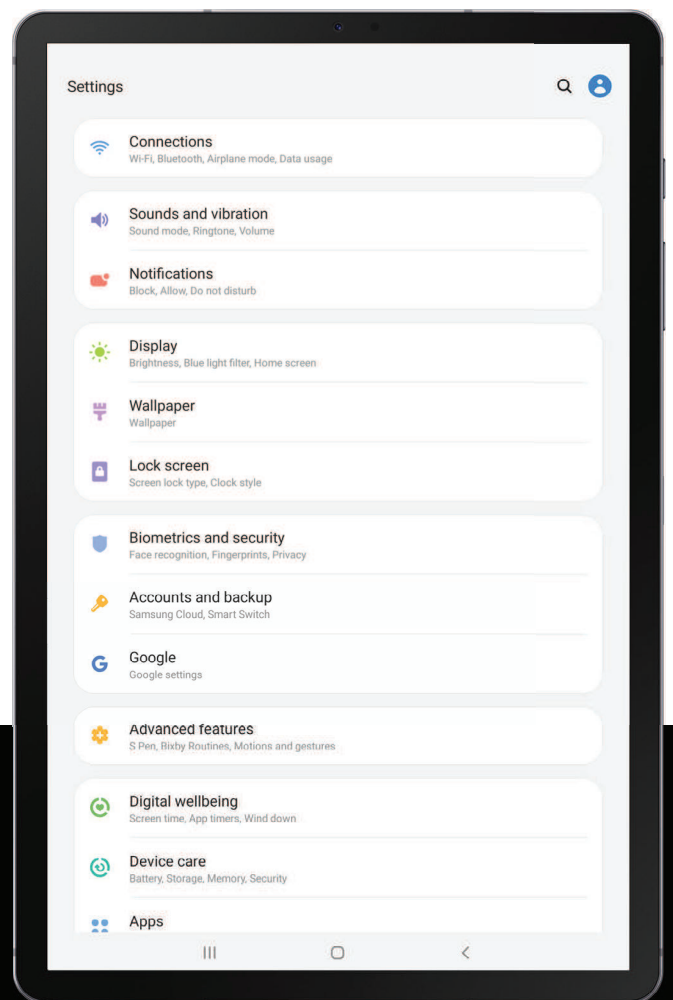 Settings
Connections
Wi-Fi, Bluetooth, Airplane mode, Data usage
Sounds and vibration
Sound mode, Ringtone, Volume
Notifications
Block, Allow, Do not disturb
Display
Brightness, Blue light filter, Home screen
Wallpaper
Wallpaper
Lock screen
Screen lock type, Clock style
Biometrics and security
Face recognition, Fingerprints, Privacy
Accounts and backup
Samsung Cloud, Smart Switch
Google
Google settings
Advanced features
S Pen, Bixby Routines, Motions and gestures
Digital wellbeing
Screen time, App timers, Wind down
Device care
Battery, Storage, Memory, Security
Apps